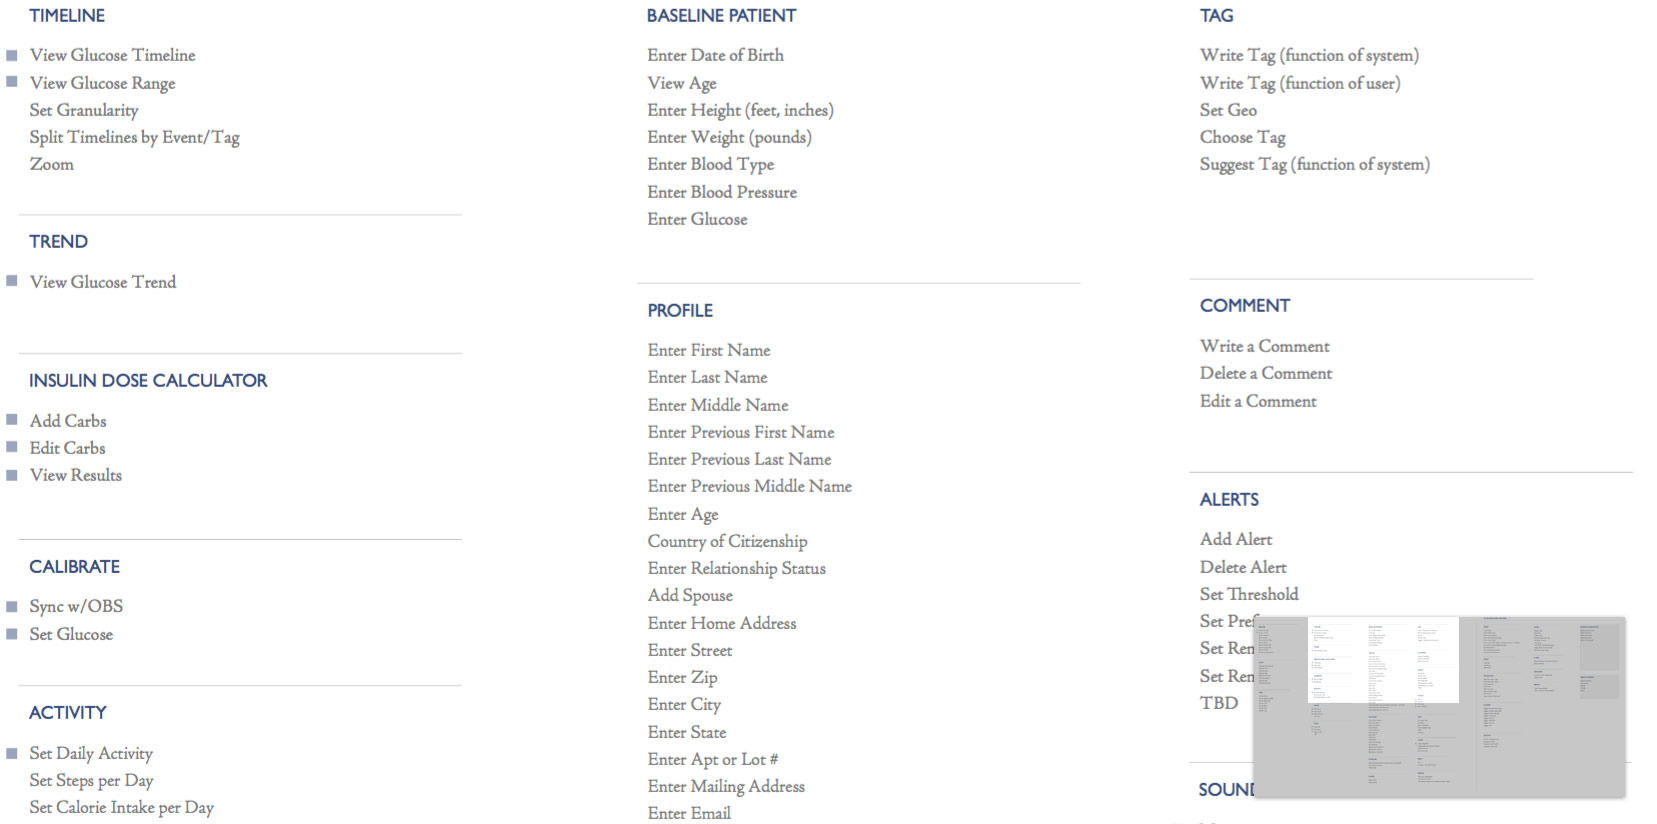 TIMELINE
View Glucose Timeline
View Glucose Range
Set Granularity
Split Timelines by Event/Tag
Zoom
TREND
View Glucose Trend
INSULIN DOSE CALCULATOR
Add Carbs
Edit Carbs
View Results
CALIBRATE
Sync w/OBS
Set Glucose
ACTIVITY
Set Daily Activity
Set Steps per Day
Set Calorie Intake per Day
BASELINE PATIENT
Enter Date of Birth
View Age
Enter Height (feet, inches)
Enter Weight (pounds)
Enter Blood Type
Enter Blood Pressure
Enter Glucose
PROFILE
Enter First Name
Enter Last Name
Enter Middle Name
Enter Previous First Name
Enter Previous Last Name
Enter Previous Middle Name
Enter Age
Country of Citizenship
Enter Relationship Status
Add Spouse
Enter Home Address
Enter Street
Enter Zip
Enter City
Enter State
Enter Apt or Lot #
Enter Mailing Address
Enter Email
TAG
Write Tag (function of system)
Write Tag (function of user)
Set Geo
Choose Tag
Suggest Tag (function of system)
COMMENT
Write a Comment
Delete a Comment
Edit a Comment
ALERTS
Add Alert
Delete Alert
Set Threshold
Set
Set
Set
TBD